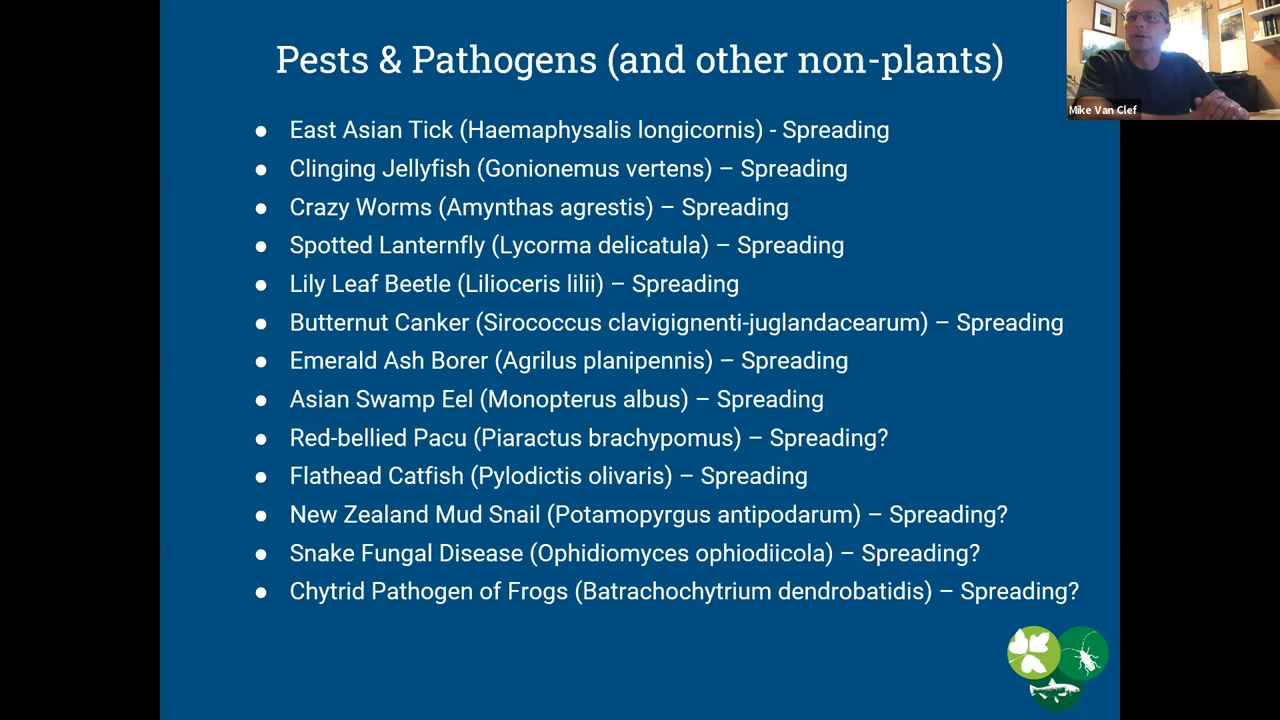 Pests & Pathogens (and other non-plants)
Mike Van Clef
● East Asian Tick (Haemaphysalis longicornis) - Spreading
● Clinging Jellyfish (Gonionemus vertens) – Spreading
● Crazy Worms (Amynthas agrestis) – Spreading
● Spotted Lanternfly (Lycorma delicatula) – Spreading
● Lily Leaf Beetle (Lilioceris lilii) – Spreading
● Butternut Canker (Sirococcus clavigignenti-juglandacearum) – Spreading
● Emerald Ash Borer (Agrilus planipennis) – Spreading
● Asian Swamp Eel (Monopterus albus) – Spreading
● Red-bellied Pacu (Piaractus brachypomus) – Spreading?
● Flathead Catfish (Pylodictis olivaris) – Spreading
● New Zealand Mud Snail (Potamopyrgus antipodarum) – Spreading?
● Snake Fungal Disease (Ophidiomyces ophiodiicola) – Spreading?
● Chytrid Pathogen of Frogs (Batrachochytrium dendrobatidis) – Spreading?